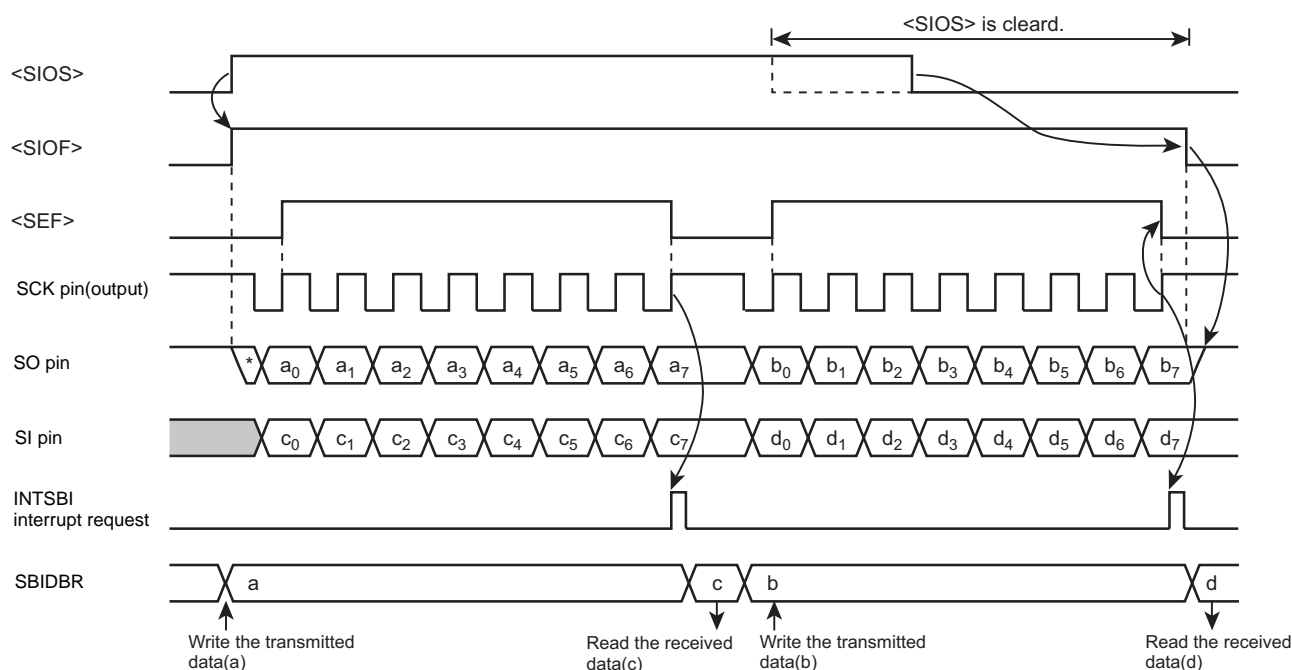 <SIOS> is cleard.
<SIOS>
<SIOF>
<SEF>
SCK pin(output)
SO pin
* a0 a1 a2 a3 a4 a5 a6 a7 b0 b1 b2 b3 b4 b5 b6 b7
SI pin
c0 c1 c2 c3 c4 c5 c6 c7 d0 d1 d2 d3 d4 d5 d6 d7
INTSBI
interrupt request
SBIDBR
a c b d
Write the transmitted
data(a)
Read the received
data(c)
Write the transmitted
data(b)
Read the received
data(d)